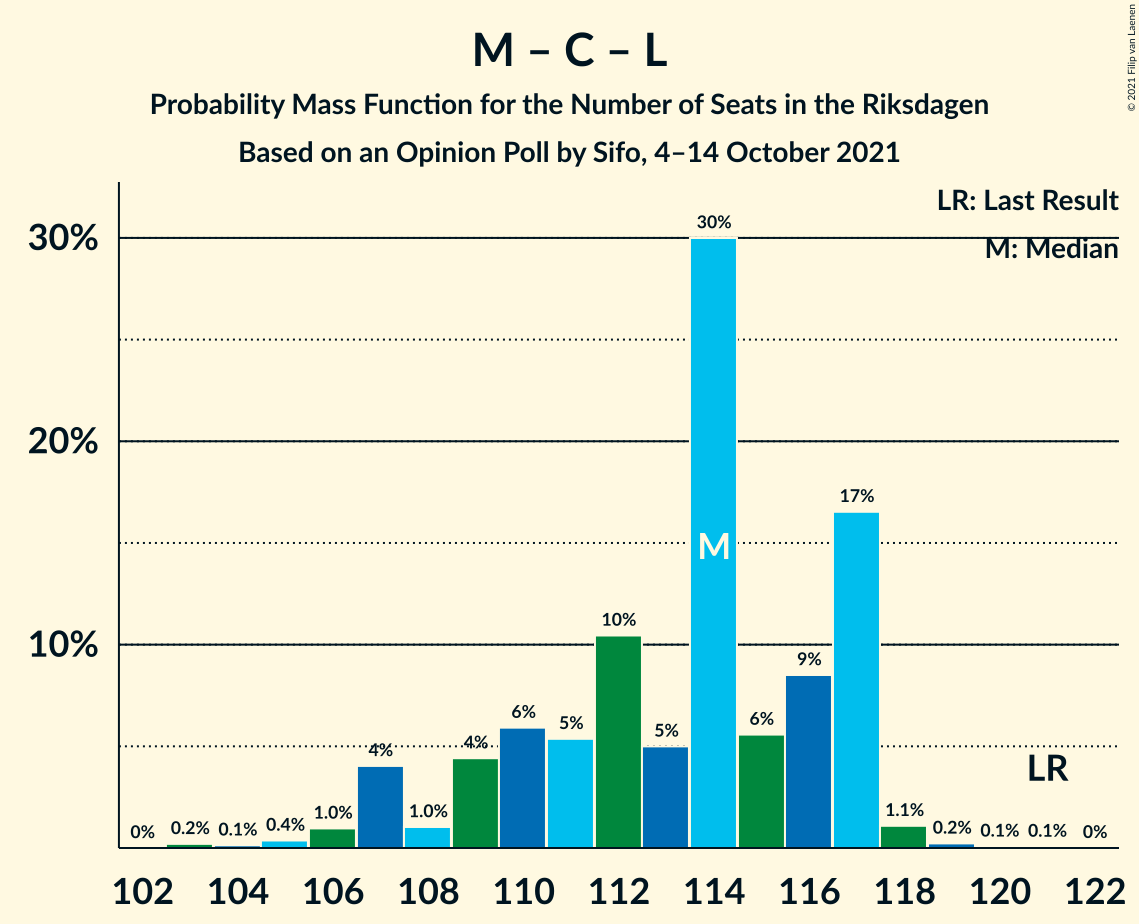 © 2021 Filip van Laenen
M – C – L
Probability Mass Function for the Number of Seats in the Riksdagen
Based on an Opinion Poll by Sifo, 4–14 October 2021
LR: Last Result
M: Median
30%
20%
10%
0%
0.2%
0.1%
0.4%
1.0%
4%
1.0%
4%
6%
5%
10%
5%
30%
M
6%
9%
17%
1.1%
0.2%
0.1%
0.1%
LR
0%
102 104 106 108 110 112 114 116 118 120 122